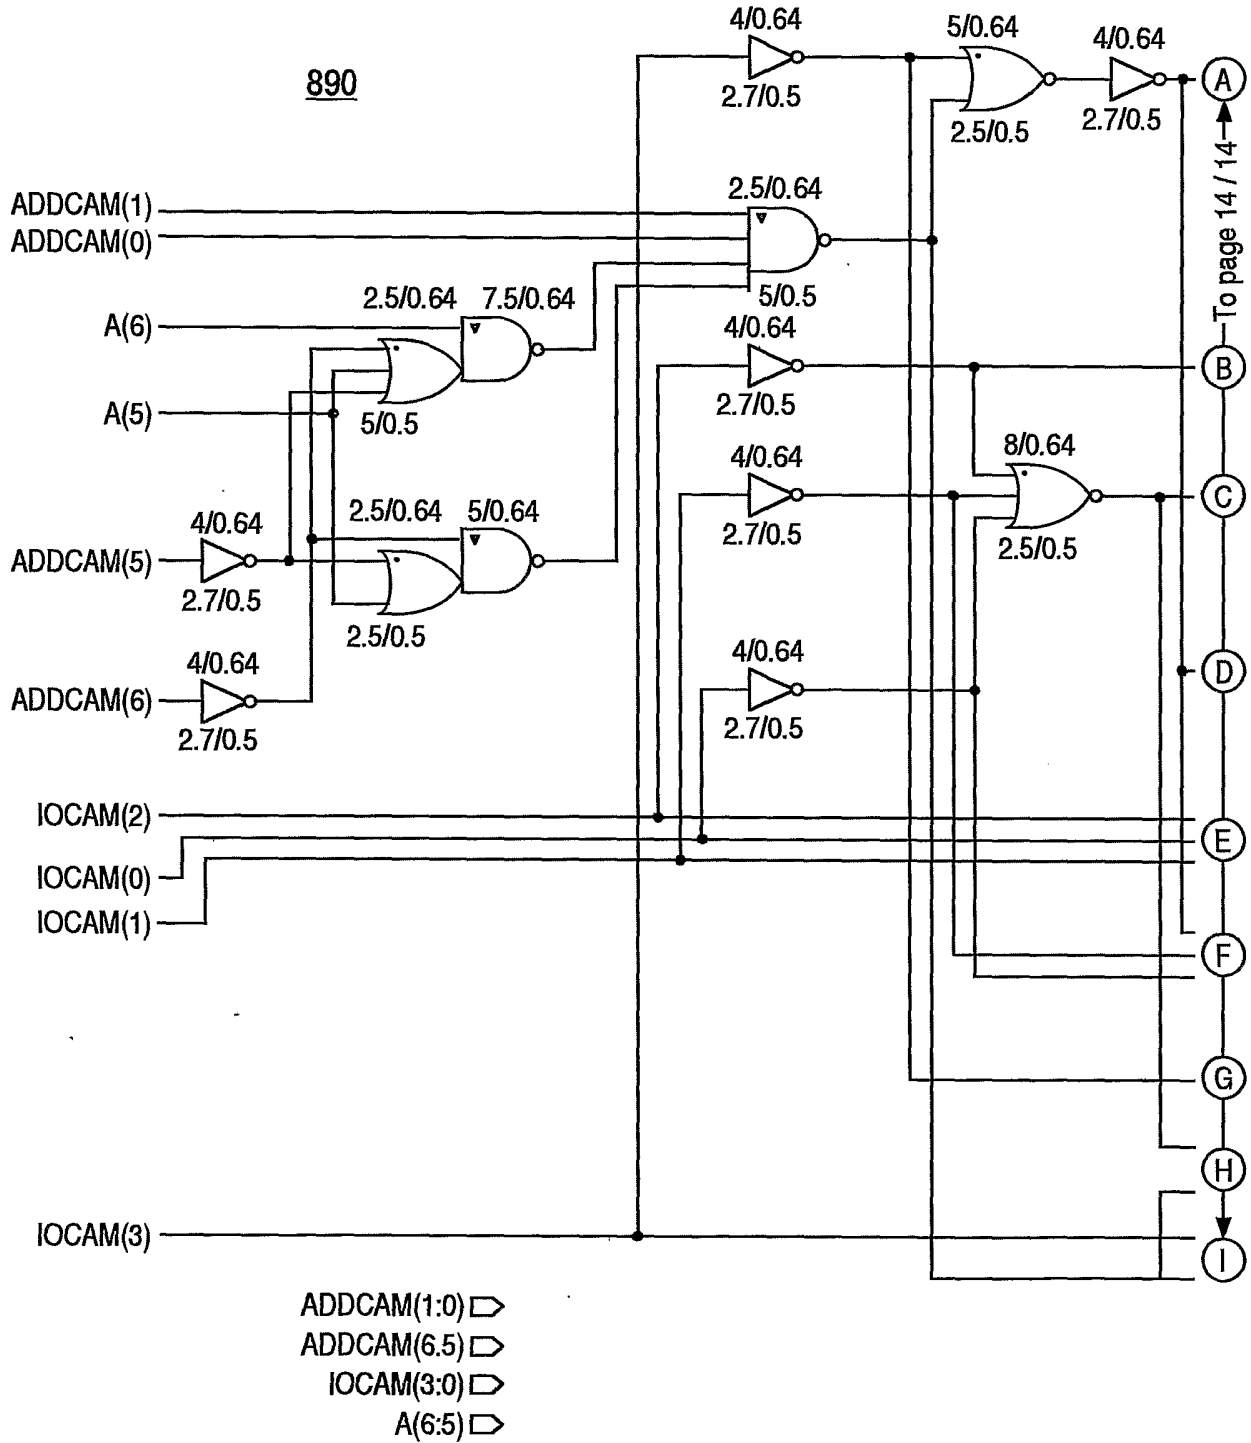 4/0.64
5/0.64
4/0.64
890
2.7/0.5
2.5/0.5
2.7/0.5
A
To page 14 / 14
ADDCAM(1)
2.5/0.64
ADDCAM(0)
2.5/0.64
7.5/0.64
5/0.5
A(6)
4/0.64
B
A(5)
5/0.5
2.7/0.5
8/0.64
4/0.64
C
4/0.64
2.5/0.64
5/0.64
2.7/0.5
2.5/0.5
ADDCAM(5)
2.7/0.5
2.5/0.5
4/0.64
4/0.64
D
ADDCAM(6)
2.7/0.5
2.7/0.5
IOCAM(2)
E
IOCAM(0)
IOCAM(1)
F
G
H
IOCAM(3)
I
ADDCAM(1:0)
ADDCAM(6:5)
IOCAM(3:0)
A(6:5)